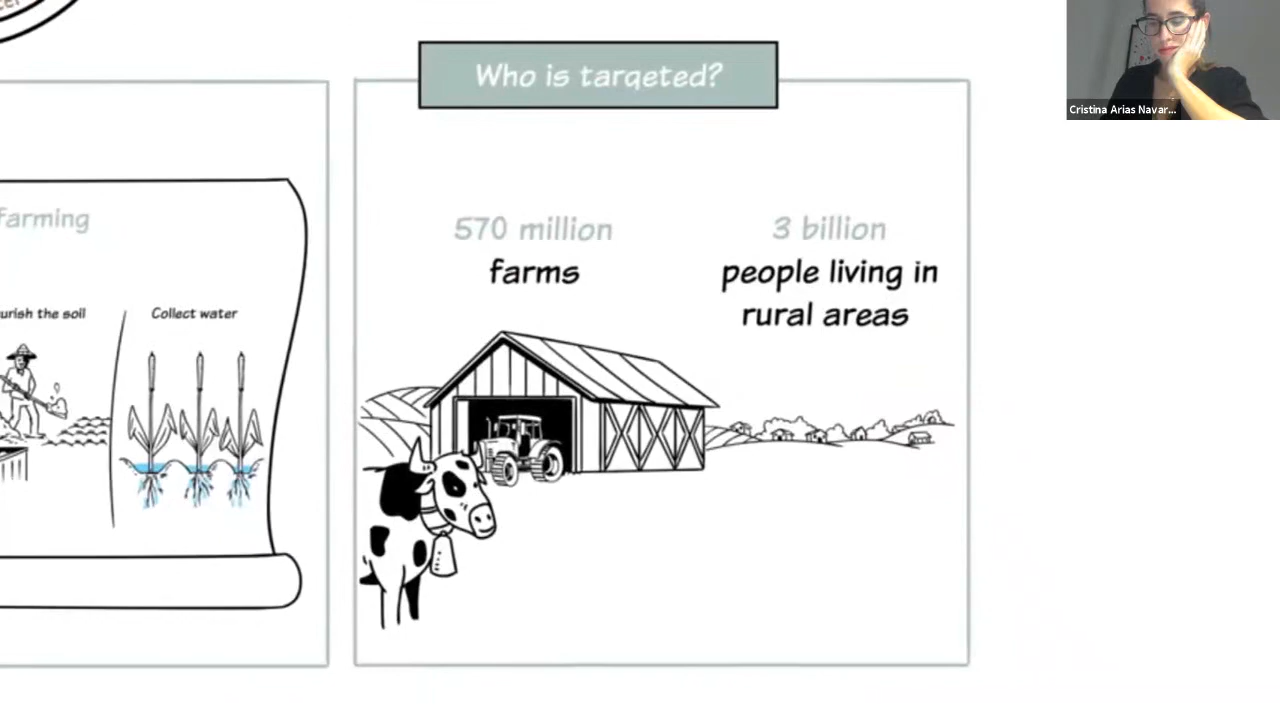 Who is targeted?
farming
urish the soil
Collect water
570 million
farms
3 billion
people living in
rural areas
Cristina Arias Navar...